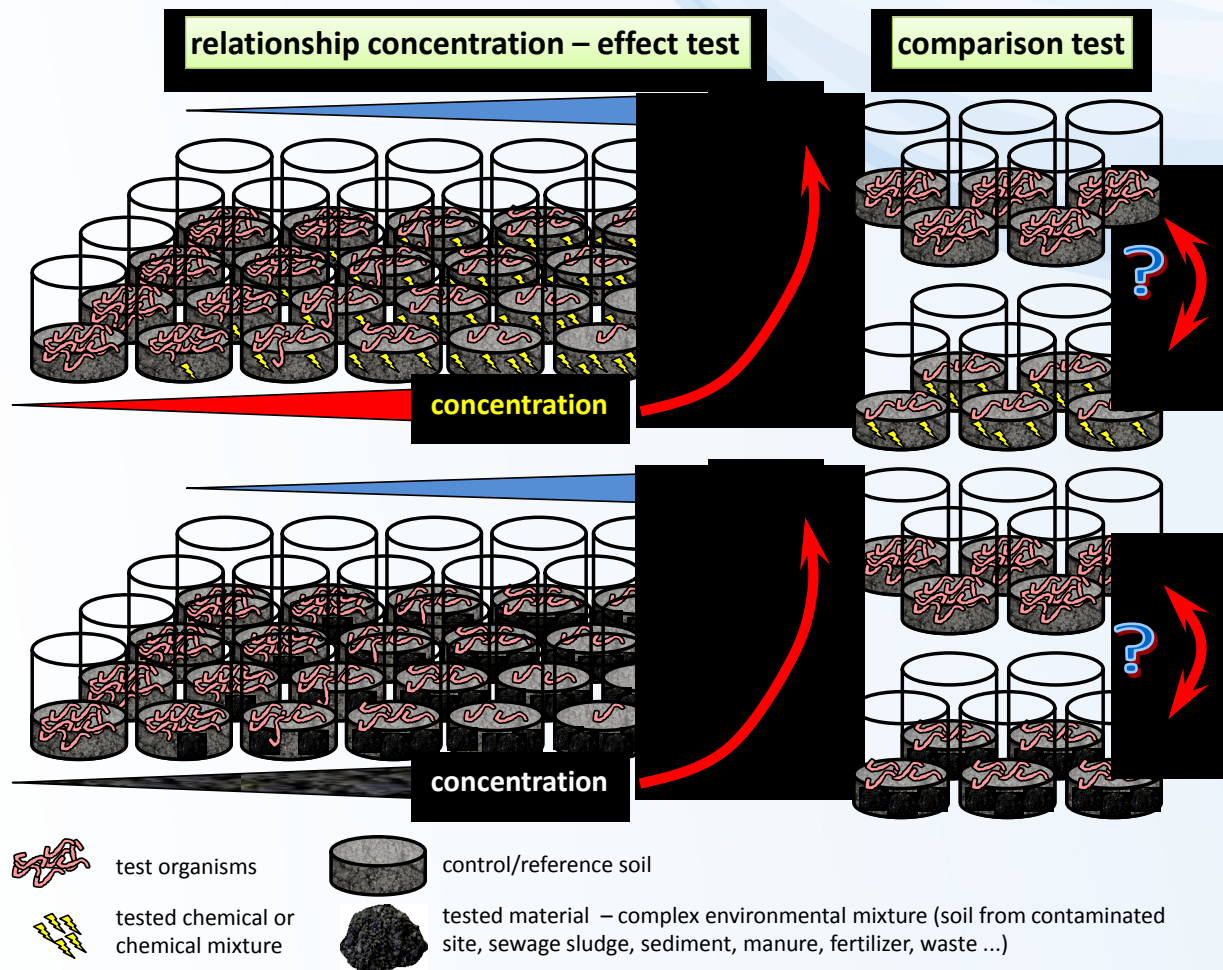 relationship concentration – effect test
comparison test
?
concentration
?
concentration
test organisms
control/reference soil
tested chemical or
chemical mixture
tested material – complex environmental mixture (soil from contaminated
site, sewage sludge, sediment, manure, fertilizer, waste ...)